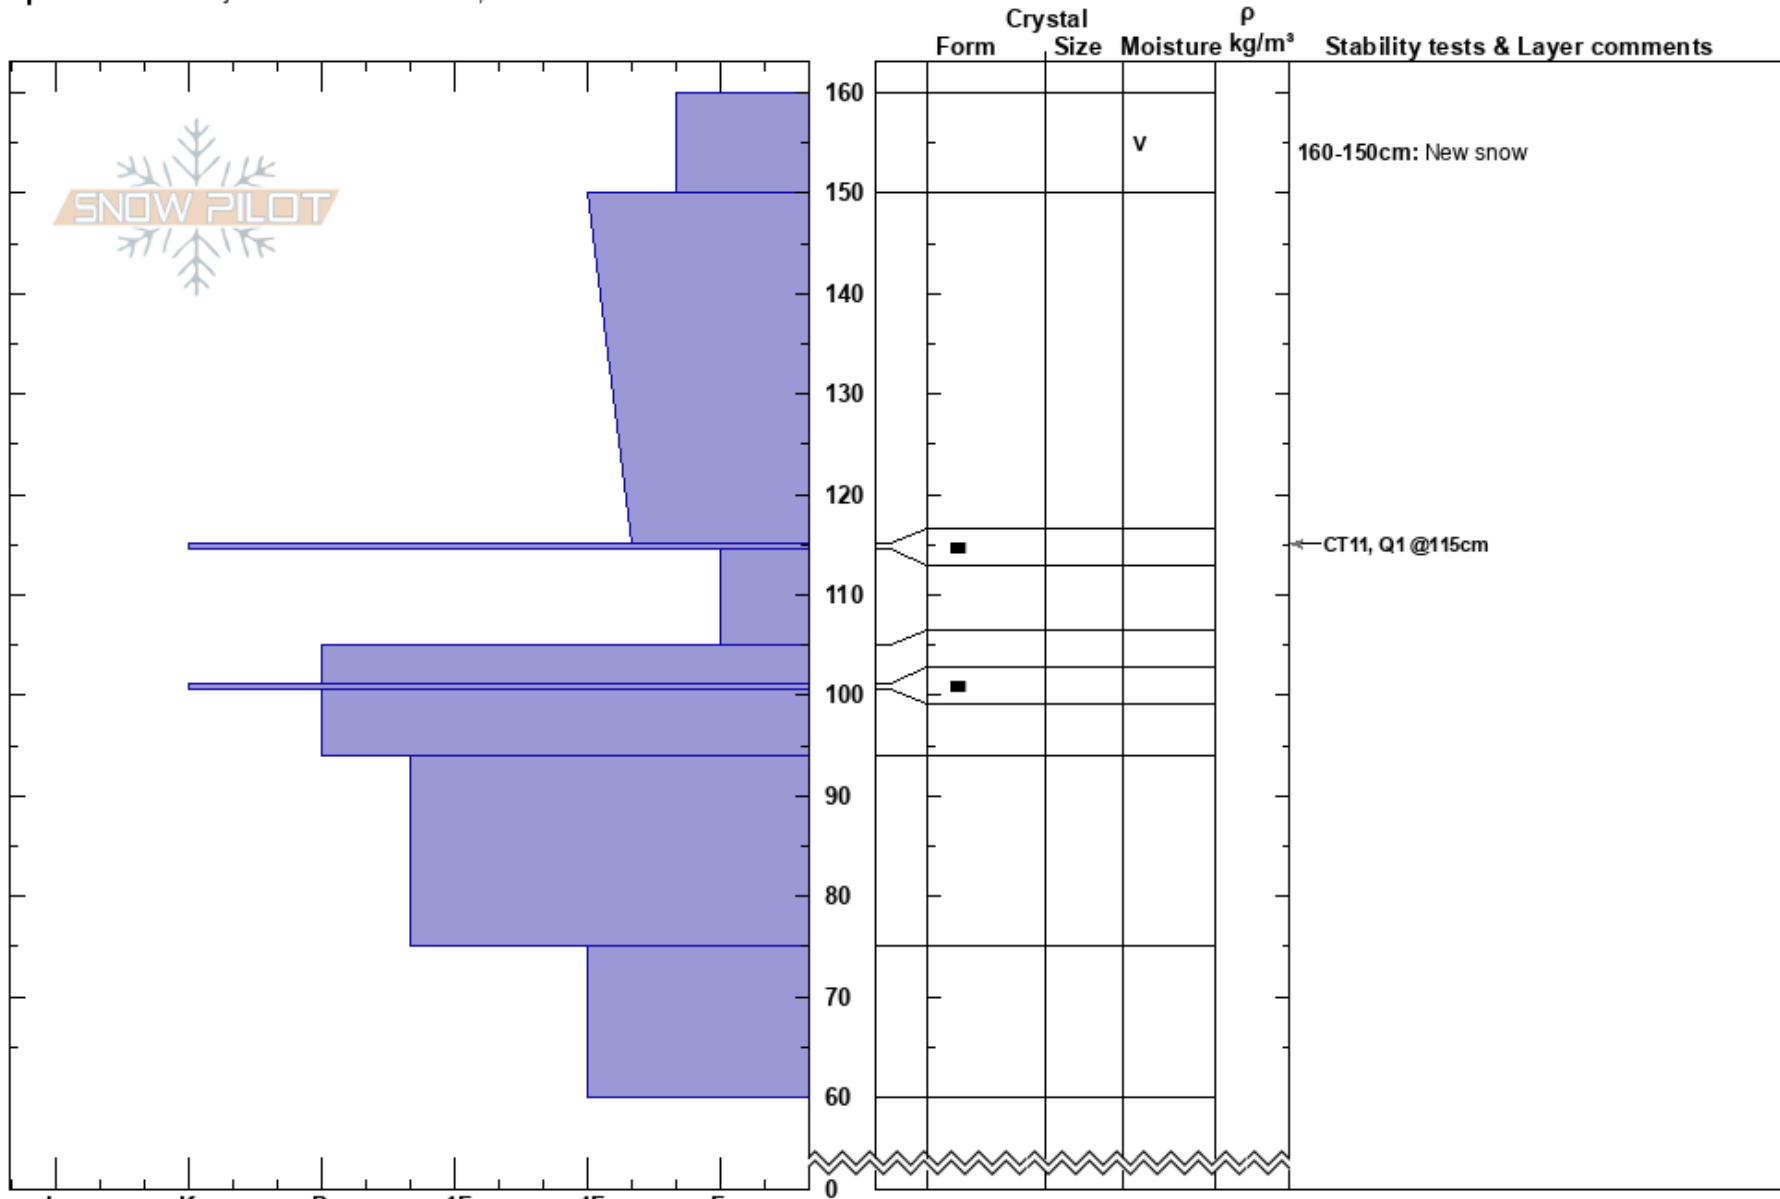 Crystal
ρ
Form Size Moisture kg/m³ Stability tests & Layer comments
160
V
160-150cm: New snow
150
SNOW PILOT
140
130
120
CT11, Q1 @115cm
110
100
90
80
70
60
0